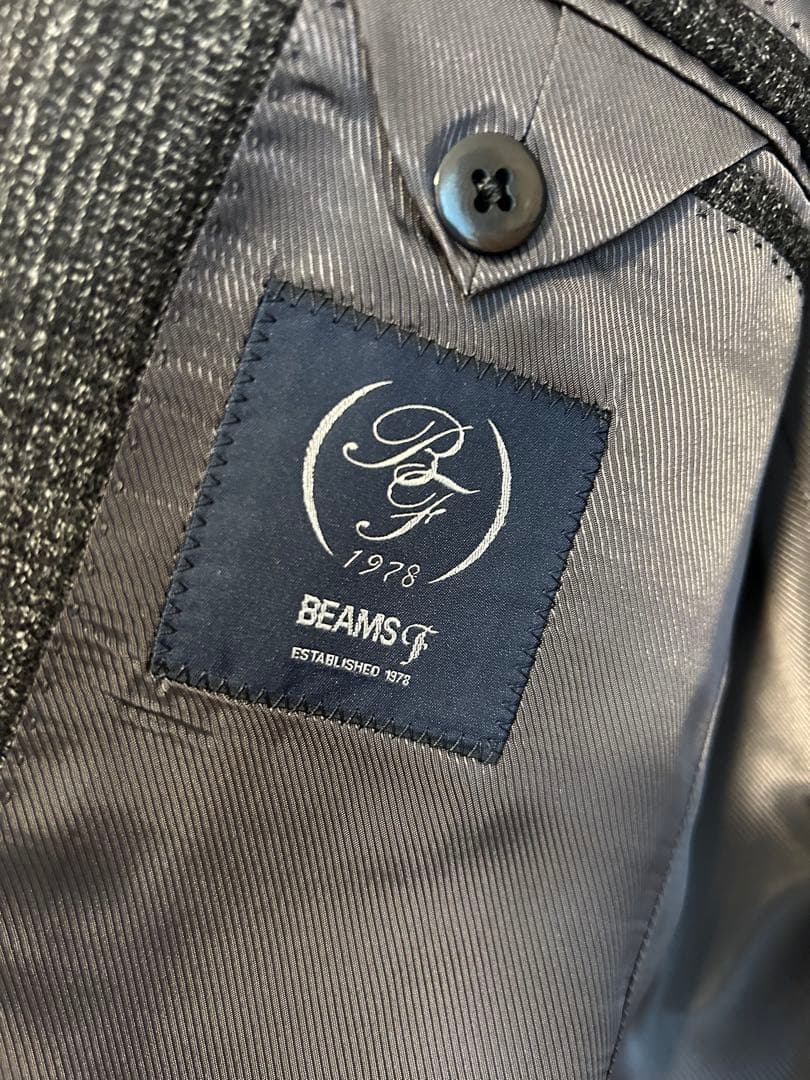 BF
1978
BEAMS F
ESTABLISHED 1978